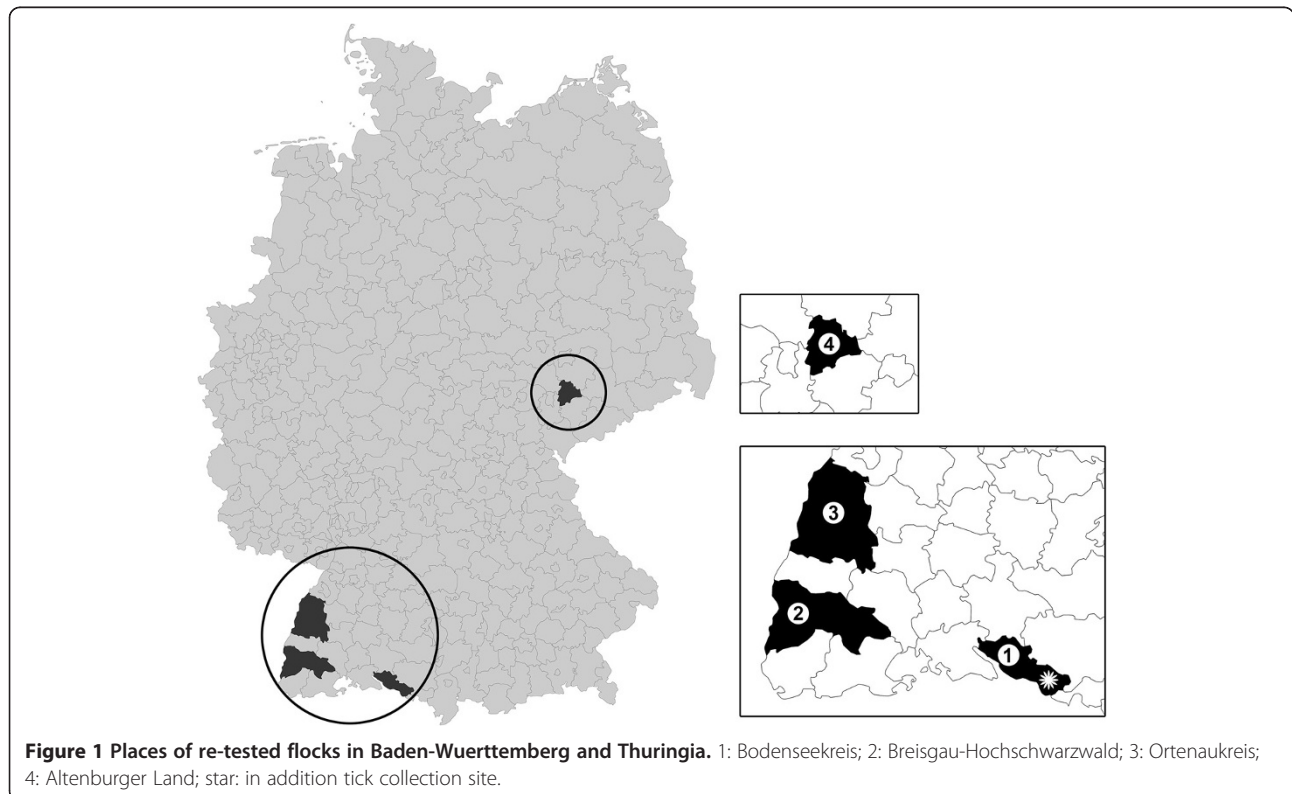 4
3
2
1
Figure 1 Places of re-tested flocks in Baden-Wuerttemberg and Thuringia. 1: Bodenseekreis; 2: Breisgau-Hochschwarzwald; 3: Ortenaukreis;
4: Altenburger Land; star: in addition tick collection site.